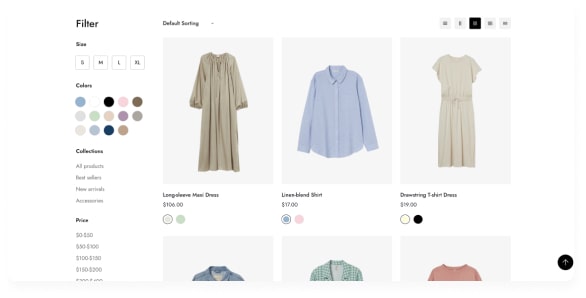 Filter
Default Sorting
Size
S M L XL
Colors
Collections
All products
Best sellers
New arrivals
Accessories
Price
$0-$50
$50-$100
$100-$150
$150-$200
Long-sleeve Maxi Dress
$106.00
Linen-blend Shirt
$17.00
Drawstring T-shirt Dress
$19.00